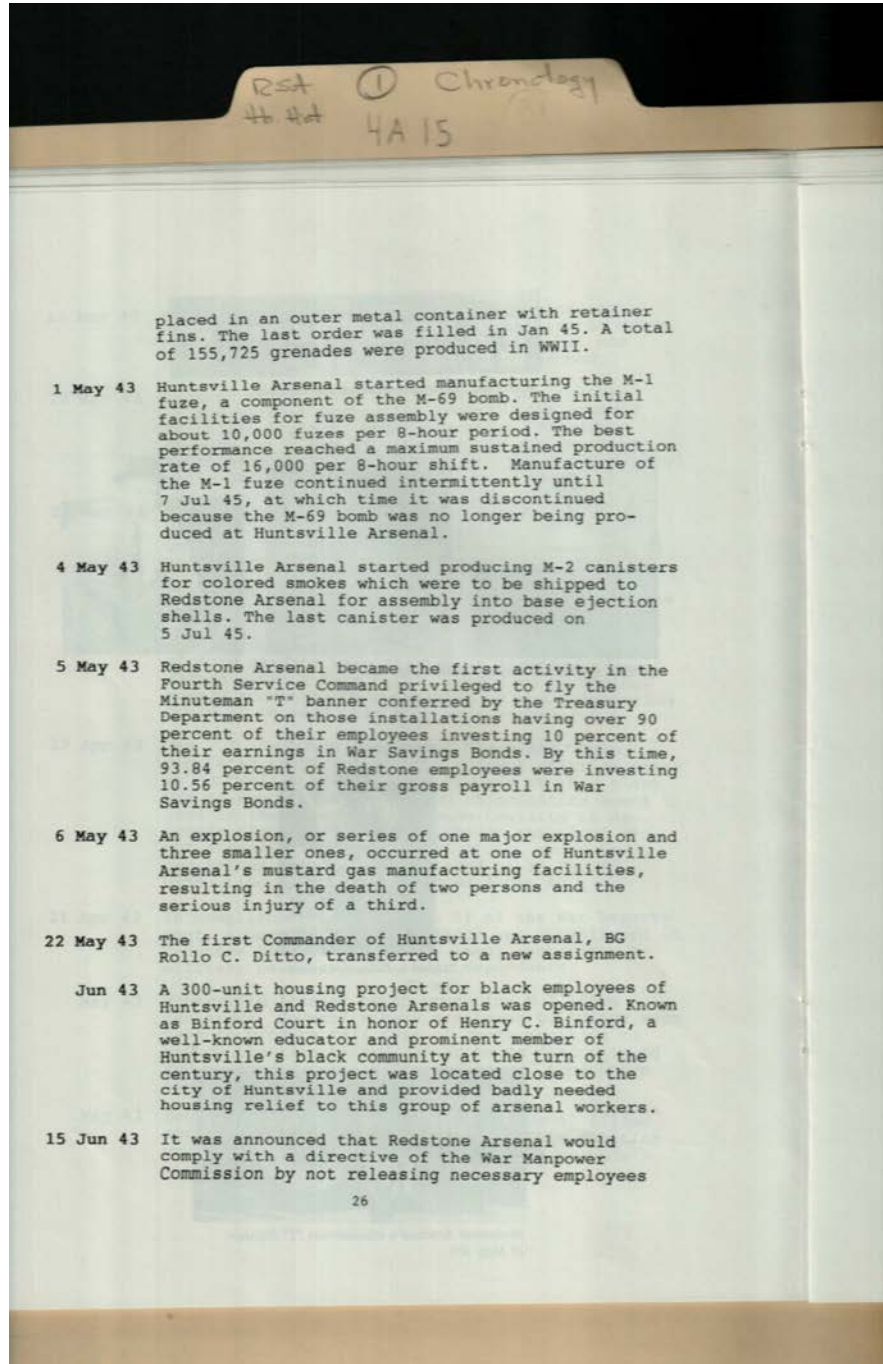 RSA ① Chronology
4A 15
placed in an outer metal container with retainer
fins. The last order was filled in Jan 45. A total
of 155,725 grenades were produced in WWII.
1 May 43 Huntsville Arsenal started manufacturing the M-1
fuze, a component of the M-69 bomb. The initial
facilities for fuze assembly were designed for
about 10,000 fuzes per 8-hour period. The best
performance reached a maximum sustained production
rate of 16,000 per 8-hour shift. Manufacture of
the M-1 fuze continued intermittently until
7 Jul 45, at which time it was discontinued
because the M-69 bomb was no longer being pro-
duced at Huntsville Arsenal.
4 May 43 Huntsville Arsenal started producing M-2 canisters
for colored smokes which were to be shipped to
Redstone Arsenal for assembly into base ejection
shells. The last canister was produced on
5 Jul 45.
5 May 43 Redstone Arsenal became the first activity in the
Fourth Service Command privileged to fly the
Minuteman "T" banner conferred by the Treasury
Department on those installations having over 90
percent of their employees investing 10 percent of
their earnings in War Savings Bonds. By this time,
93.84 percent of Redstone employees were investing
10.56 percent of their gross payroll in War
Savings Bonds.
6 May 43 An explosion, or series of one major explosion and
three smaller ones, occurred at one of Huntsville
Arsenal's mustard gas manufacturing facilities,
resulting in the death of two persons and the
serious injury of a third.
22 May 43 The first Commander of Huntsville Arsenal, BG
Rollo C. Ditto, transferred to a new assignment.
Jun 43 A 300-unit housing project for black employees of
Huntsville and Redstone Arsenals was opened. Known
as Binford Court in honor of Henry C. Binford, a
well-known educator and prominent member of
Huntsville's black community at the turn of the
century, this project was located close to the
city of Huntsville and provided badly needed
housing relief to this group of arsenal workers.
15 Jun 43 It was announced that Redstone Arsenal would
comply with a directive of the War Manpower
Commission by not releasing necessary employees
26